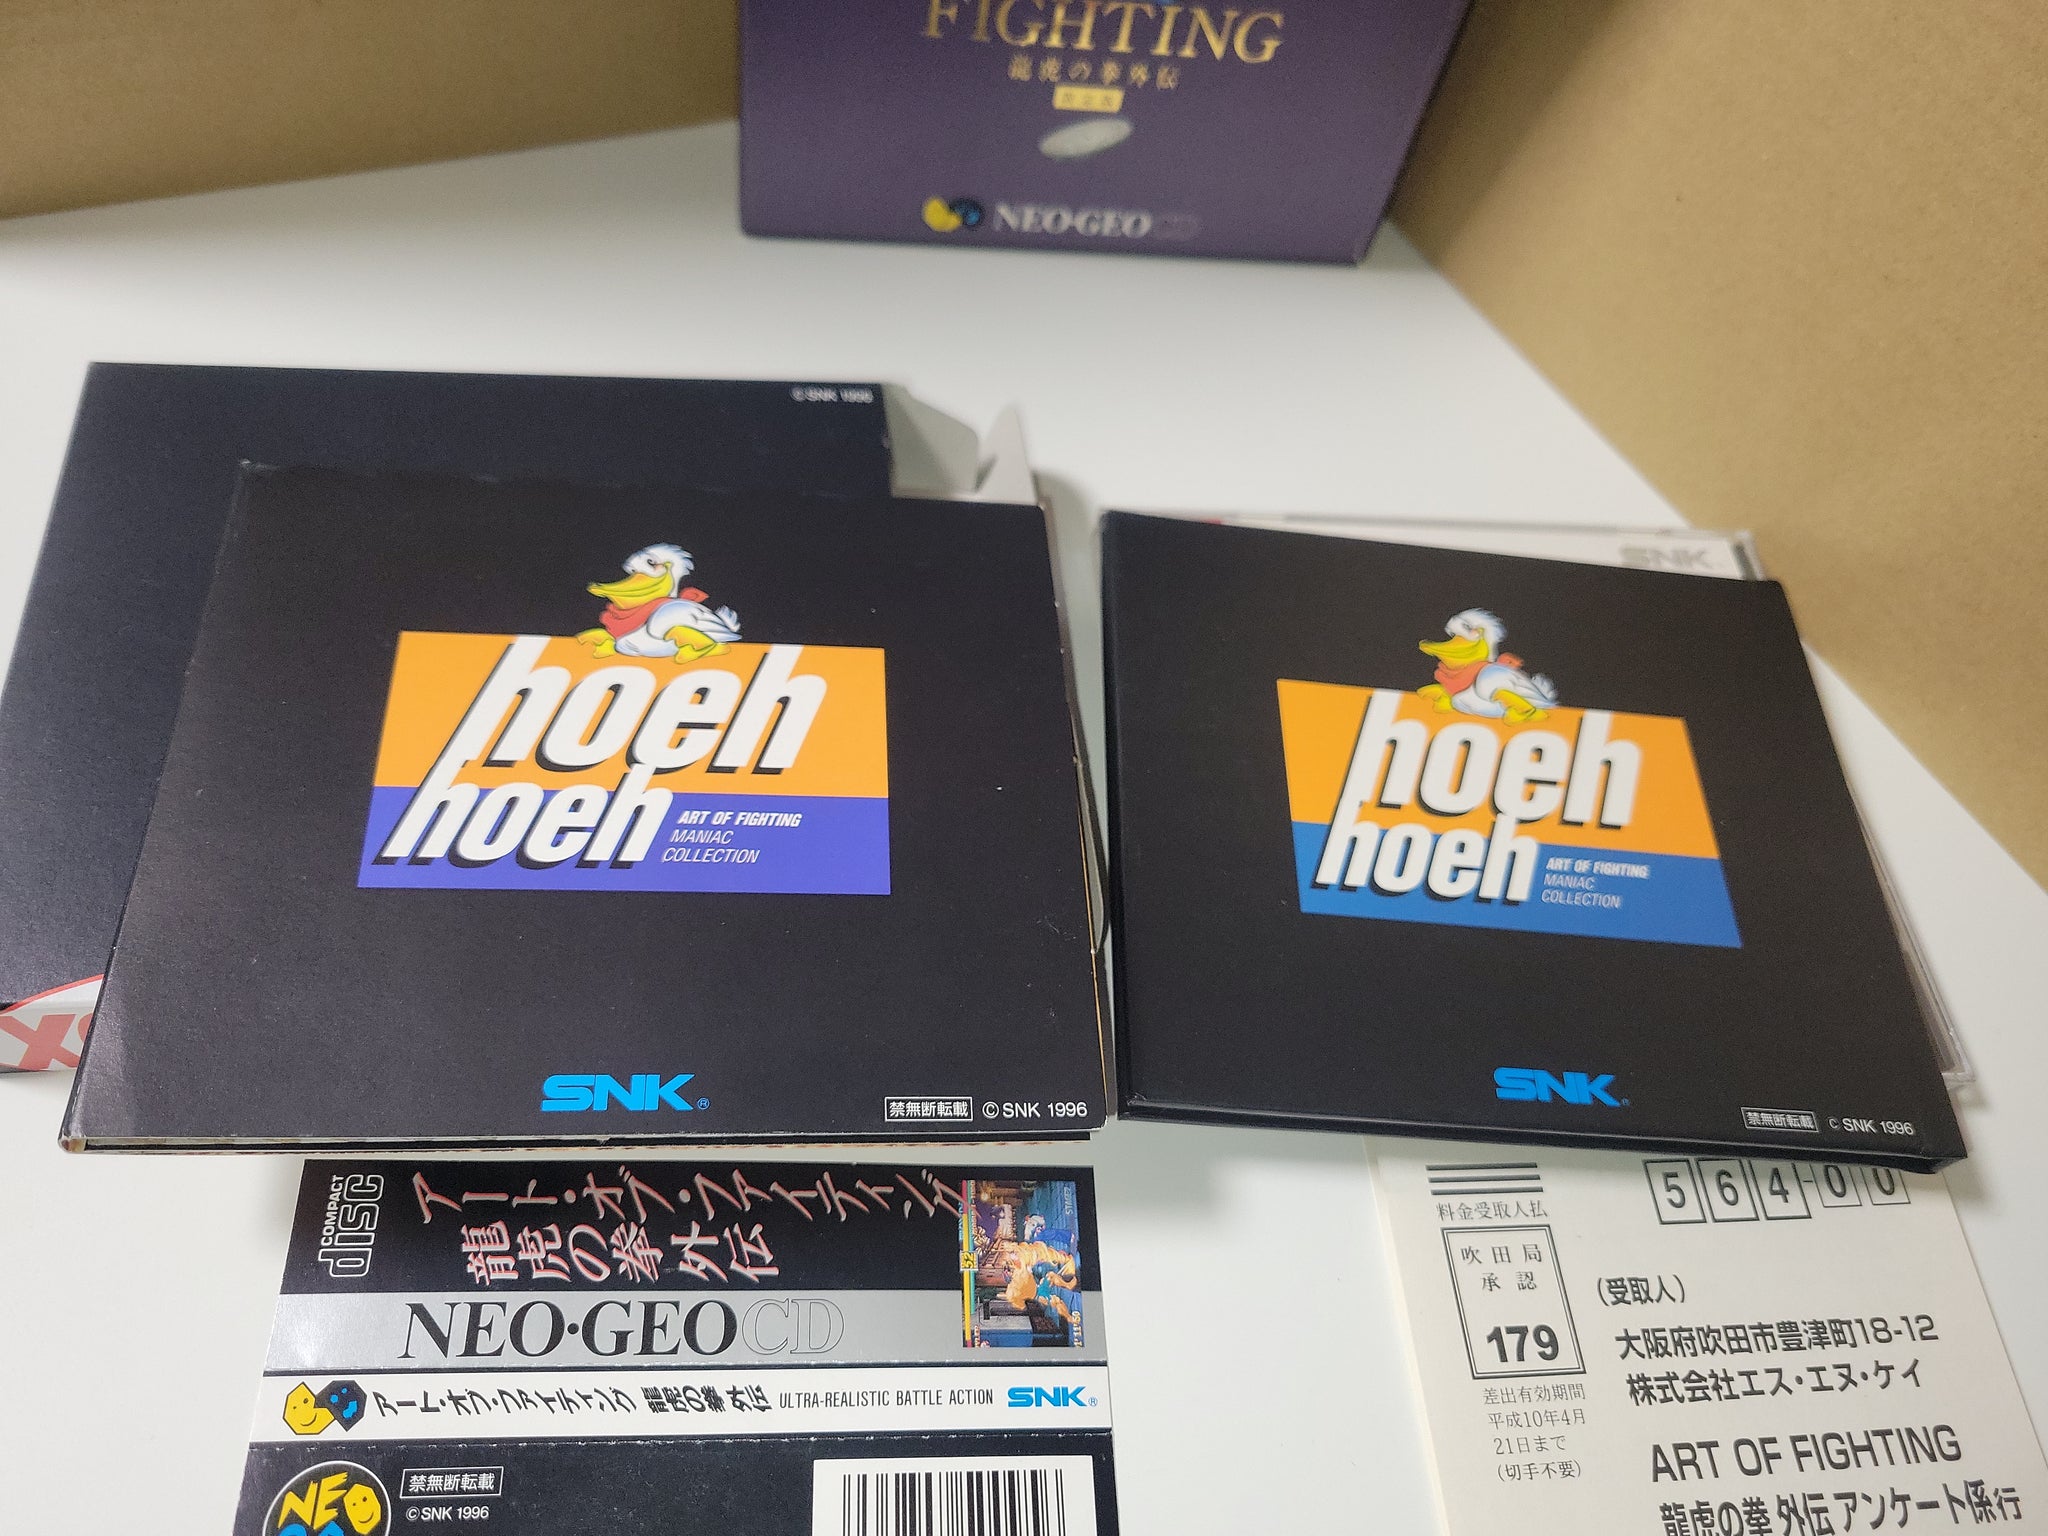 FIGHTING
龍虎の拳外伝
限定版
NEO·GEO CD
© SNK 1996
SNK
hoeh
hoeh
ART OF FIGHTING
MANIAC
COLLECTION
SNK®
禁無断転載 © SNK 1996
hoeh
hoeh
ART OF FIGHTING
MANIAC
COLLECTION
SNK
禁無断転載 © SNK 1996
COMPACT
disc
アート・オブ・ファイティング
龍虎の拳 外伝
NEO·GEO CD
アート・オブ・ファイティング 龍虎の拳 外伝 ULTRA-REALISTIC BATTLE ACTION SNK®
NEO
禁無断転載
© SNK 1996
564-00
料金受取人払
吹田局
承認
179
差出有効期間
平成10年4月
21日まで
(切手不要)
(受取人)
大阪府吹田市豊津町18-12
株式会社エス・エヌ・ケイ
ART OF FIGHTING
龍虎の拳 外伝 アンケート係行